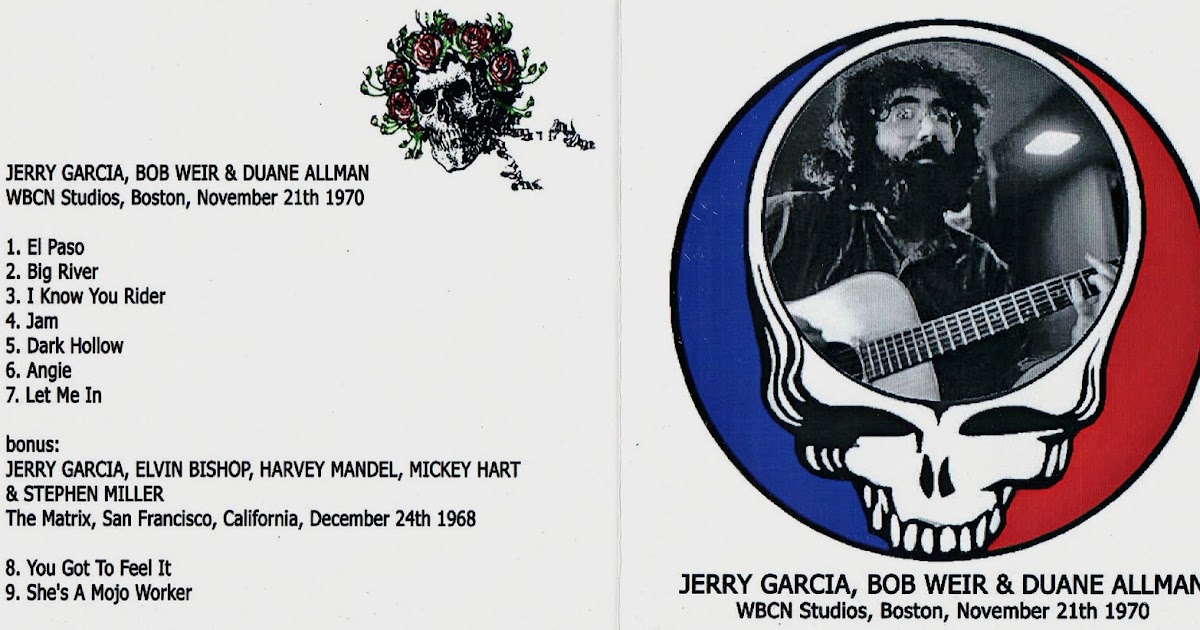 JERRY GARCIA, BOB WEIR & DUANE ALLMAN
WBCN Studios, Boston, November 21th 1970
1. El Paso
2. Big River
3. I Know You Rider
4. Jam
5. Dark Hollow
6. Angie
7. Let Me In
bonus:
JERRY GARCIA, ELVIN BISHOP, HARVEY MANDEL, MICKEY HART
& STEPHEN MILLER
The Matrix, San Francisco, California, December 24th 1968
8. You Got To Feel It
9. She's A Mojo Worker
JERRY GARCIA, BOB WEIR & DUANE ALLMAN
WBCN Studios, Boston, November 21th 1970